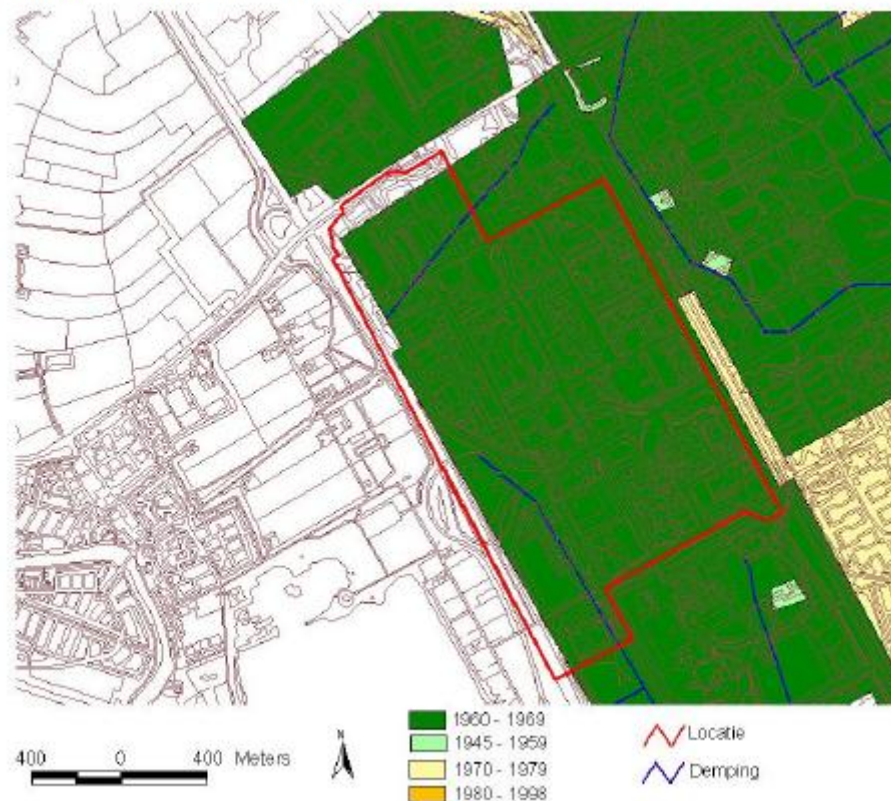 400 0 400 Meters
N
1960 - 1969
1945 - 1959
1970 - 1979
1980 - 1998
Locatie
Demping